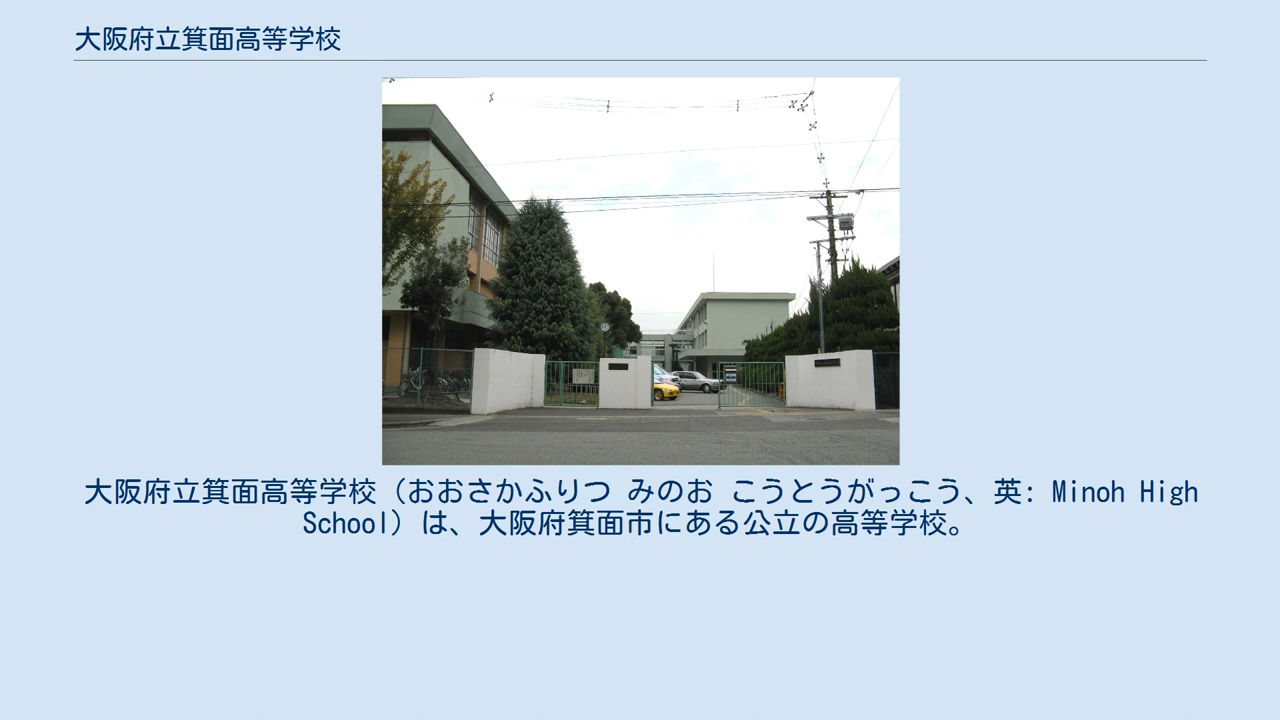 大阪府立箕面高等学校
大阪府立箕面高等学校（おおさかふりつ みのお こうとうがっこう、英: Minoh High
School）は、大阪府箕面市にある公立の高等学校。